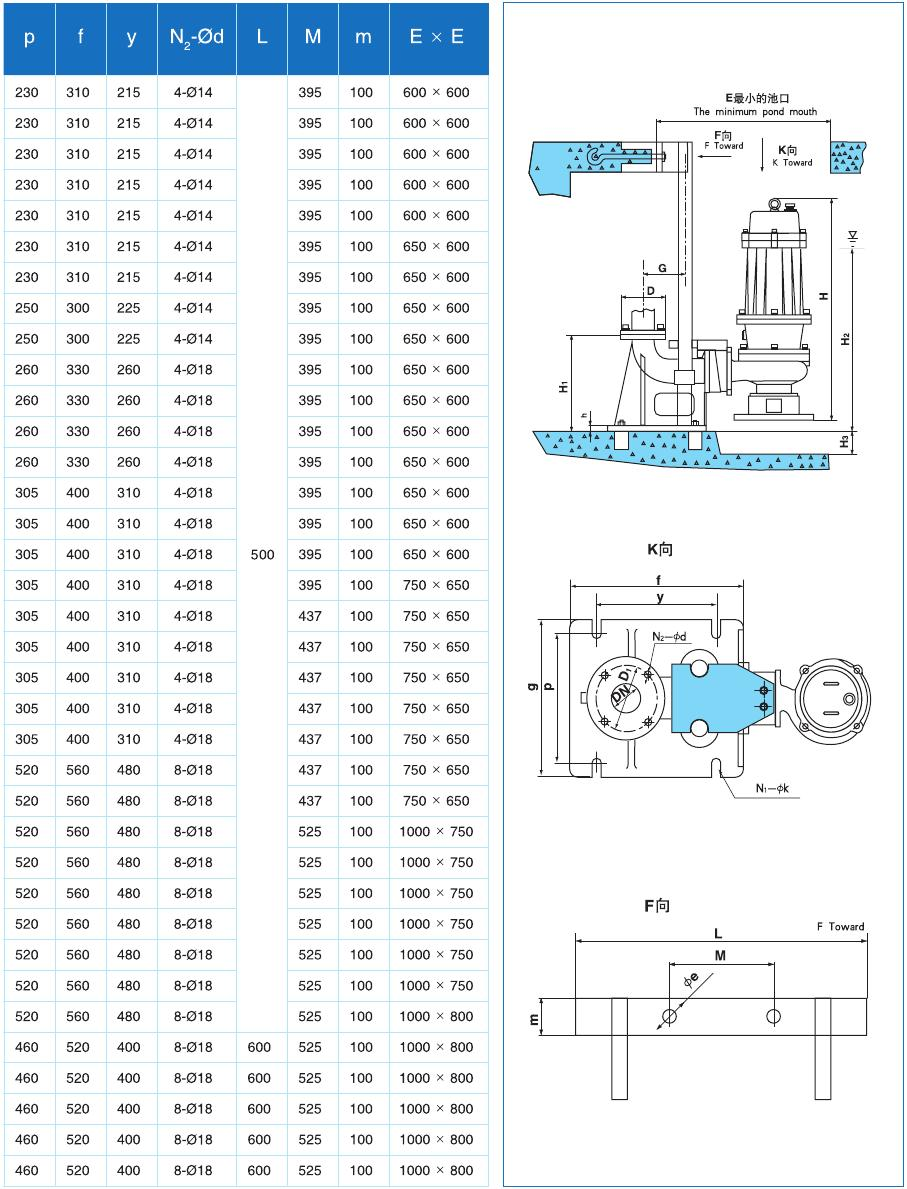 p f y N₂-Ød L M m E × E
230 310 215 4-Ø14 395 100 600 × 600
230 310 215 4-Ø14 395 100 600 × 600
230 310 215 4-Ø14 395 100 600 × 600
230 310 215 4-Ø14 395 100 600 × 600
230 310 215 4-Ø14 395 100 600 × 600
230 310 215 4-Ø14 395 100 650 × 600
230 310 215 4-Ø14 395 100 650 × 600
250 300 225 4-Ø14 395 100 650 × 600
250 300 225 4-Ø14 395 100 650 × 600
260 330 260 4-Ø18 395 100 650 × 600
260 330 260 4-Ø18 395 100 650 × 600
260 330 260 4-Ø18 395 100 650 × 600
260 330 260 4-Ø18 395 100 650 × 600
305 400 310 4-Ø18 395 100 650 × 600
305 400 310 4-Ø18 395 100 650 × 600
305 400 310 4-Ø18 500 395 100 650 × 600
305 400 310 4-Ø18 395 100 750 × 650
305 400 310 4-Ø18 437 100 750 × 650
305 400 310 4-Ø18 437 100 750 × 650
305 400 310 4-Ø18 437 100 750 × 650
305 400 310 4-Ø18 437 100 750 × 650
305 400 310 4-Ø18 437 100 750 × 650
520 560 480 8-Ø18 437 100 750 × 650
520 560 480 8-Ø18 437 100 750 × 650
520 560 480 8-Ø18 525 100 1000 × 750
520 560 480 8-Ø18 525 100 1000 × 750
520 560 480 8-Ø18 525 100 1000 × 750
520 560 480 8-Ø18 525 100 1000 × 750
520 560 480 8-Ø18 525 100 1000 × 750
520 560 480 8-Ø18 525 100 1000 × 750
520 560 480 8-Ø18 525 100 1000 × 800
460 520 400 8-Ø18 600 525 100 1000 × 800
460 520 400 8-Ø18 600 525 100 1000 × 800
460 520 400 8-Ø18 600 525 100 1000 × 800
460 520 400 8-Ø18 600 525 100 1000 × 800
460 520 400 8-Ø18 600 525 100 1000 × 800
E最小的池口
The minimum pond mouth
F向
F Toward
K向
K Toward
G
D
H
H₂
H₁
h
H₃
K向
f
y
N₂–ϕd
g
p
D₁
DN
N₁–ϕk
F向
F Toward
L
M
ϕe
m